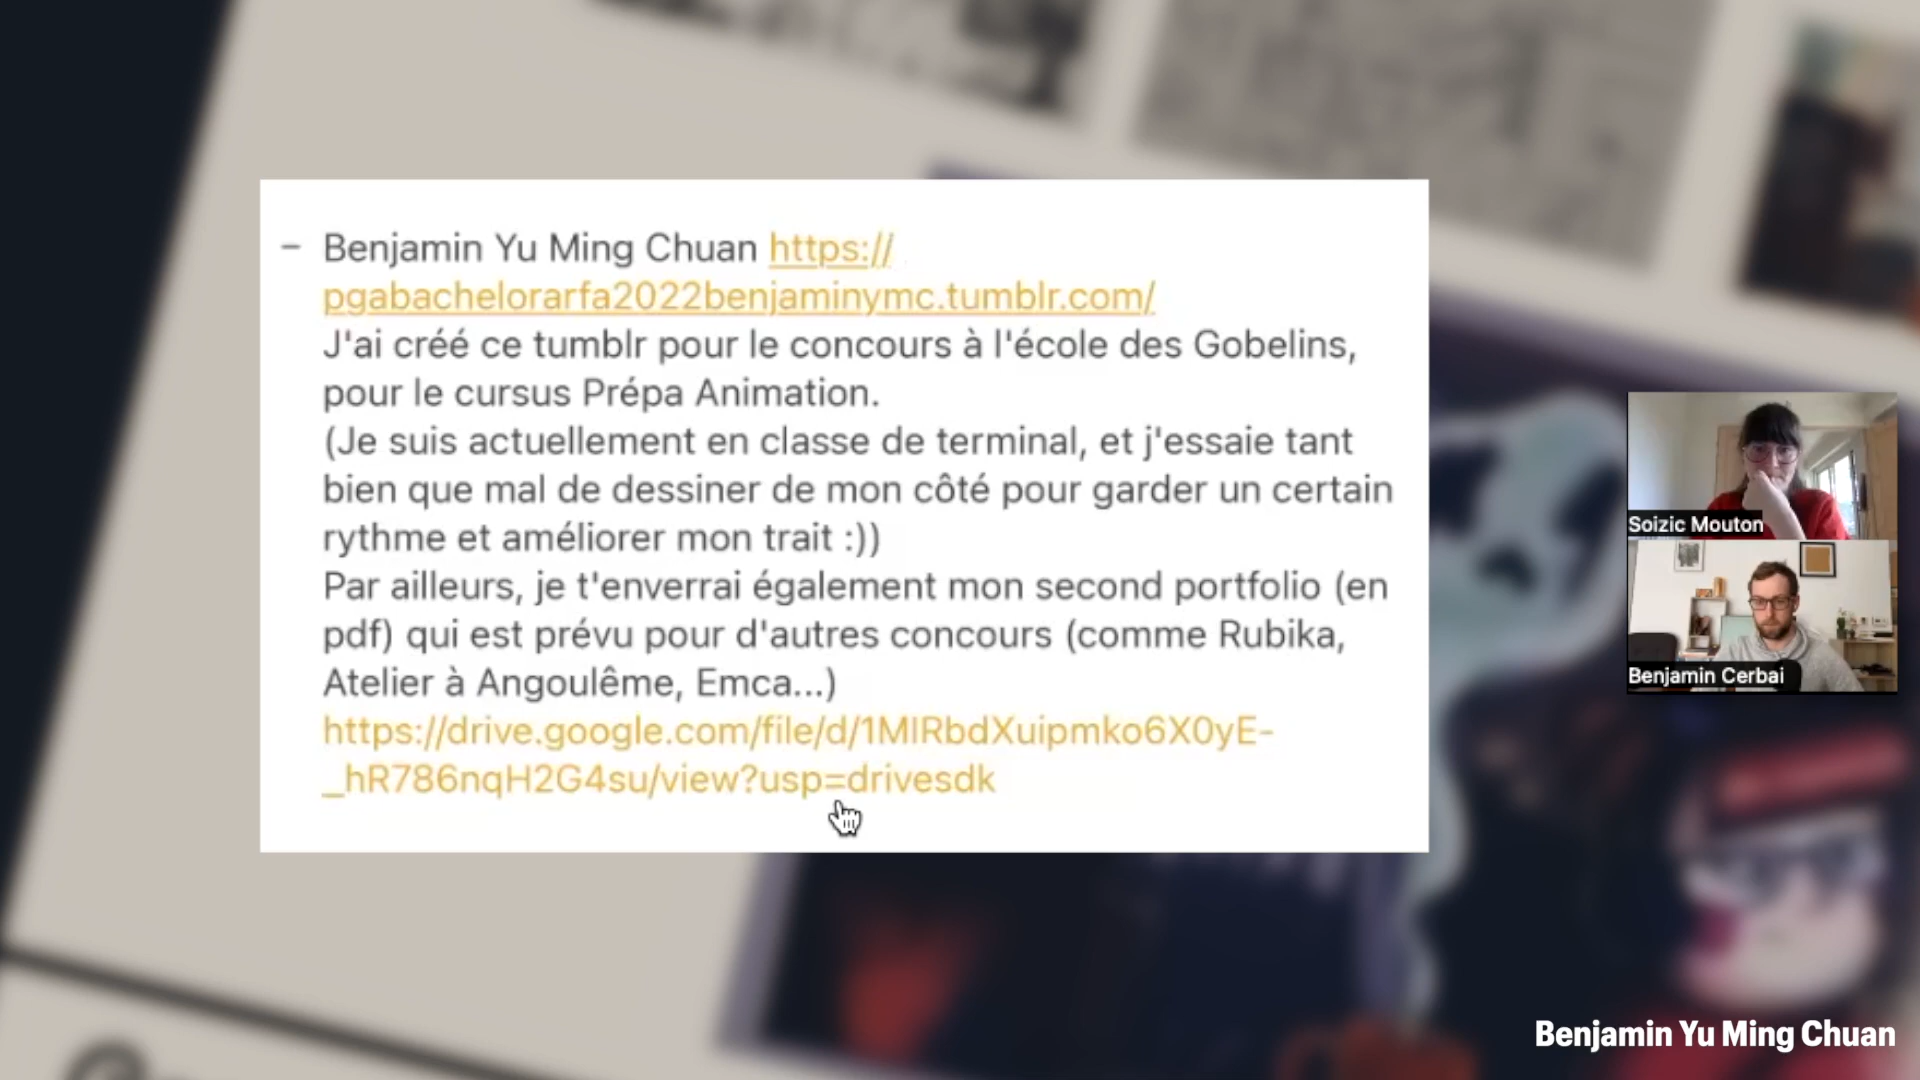 – Benjamin Yu Ming Chuan https://
pgabachelorarfa2022benjaminymc.tumblr.com/
J'ai créé ce tumblr pour le concours à l'école des Gobelins,
pour le cursus Prépa Animation.
(Je suis actuellement en classe de terminal, et j'essaie tant
bien que mal de dessiner de mon côté pour garder un certain
rythme et améliorer mon trait :))
Par ailleurs, je t'enverrai également mon second portfolio (en
pdf) qui est prévu pour d'autres concours (comme Rubika,
Atelier à Angoulême, Emca...)
https://drive.google.com/file/d/1MIRbdXuipmko6X0yE-
_hR786nqH2G4su/view?usp=drivesdk
Soizic Mouton
Benjamin Cerbai
Benjamin Yu Ming Chuan